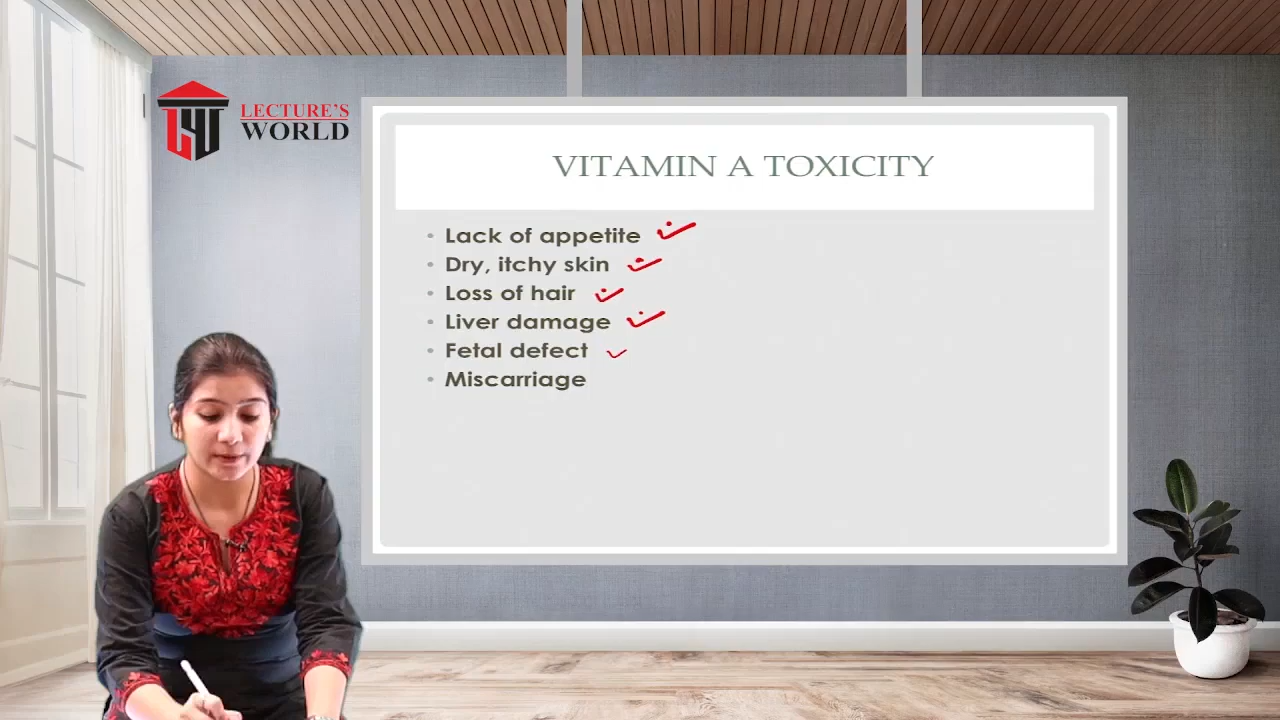 LECTURE'S
WORLD
VITAMIN A TOXICITY
• Lack of appetite
• Dry, itchy skin
• Loss of hair
• Liver damage
• Fetal defect
• Miscarriage